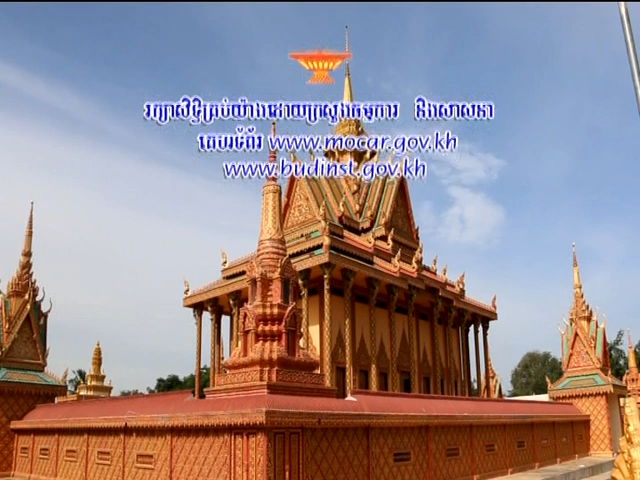 រក្សាសិទ្ធិគ្រប់យ៉ាងដោយក្រសួងធម្មការ និងសាសនា
គេហទំព័រ www.mocar.gov.kh
www.budinst.gov.kh